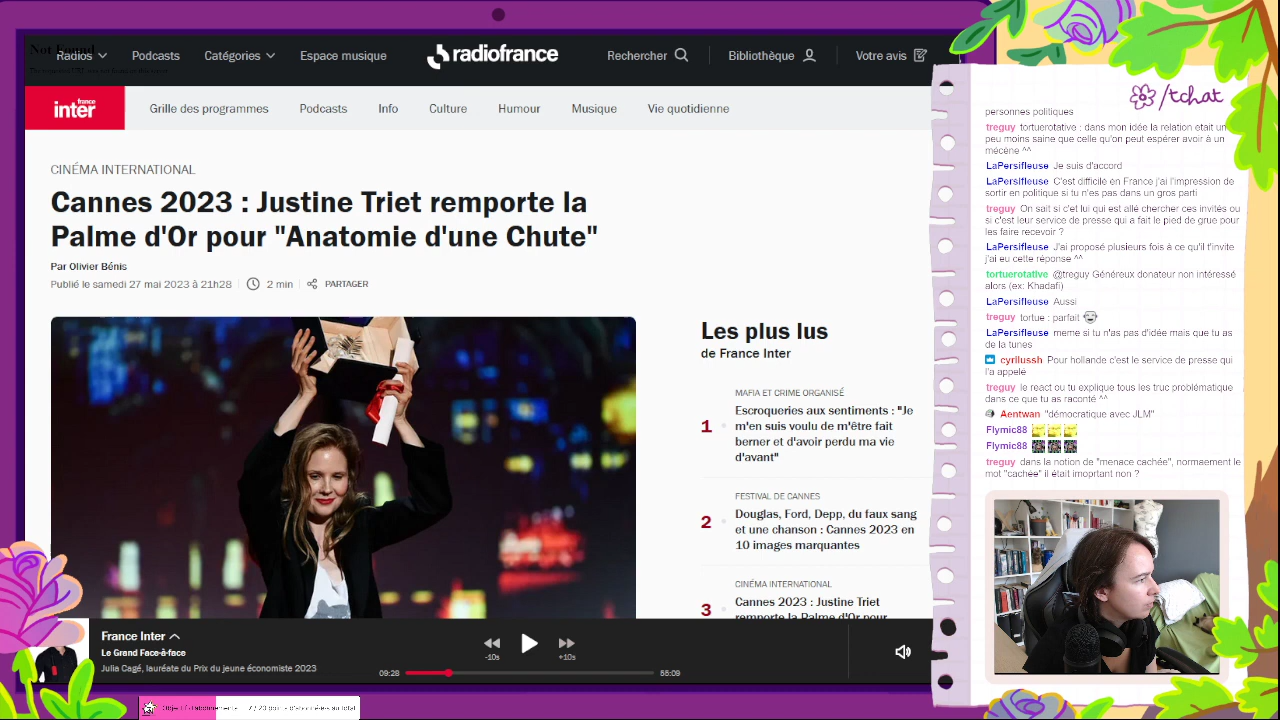 Not Found
Radios
Podcasts
Catégories
Espace musique
radiofrance
Rechercher
Bibliothèque
Votre avis
france
inter
Grille des programmes
Podcasts
Info
Culture
Humour
Musique
Vie quotidienne
CINÉMA INTERNATIONAL
Cannes 2023 : Justine Triet remporte la
Palme d'Or pour "Anatomie d'une Chute"
Par Olivier Bénis
Publié le samedi 27 mai 2023 à 21h28
2 min
PARTAGER
Les plus lus
de France Inter
MAFIA ET CRIME ORGANISÉ
1
Escroqueries aux sentiments : "Je
m'en suis voulu de m'être fait
berner et d'avoir perdu ma vie
d'avant"
FESTIVAL DE CANNES
2
Douglas, Ford, Depp, du faux sang
et une chanson : Cannes 2023 en
10 images marquantes
CINÉMA INTERNATIONAL
3
Cannes 2023 : Justine Triet
remporte la Palme d'Or pour
France Inter
Le Grand Face-à-face
Julia Cagé, lauréate du Prix du jeune économiste 2023
-10s
+10s
09:28
55:09
/tchat
personnes politiques
treguy tortuerotative : dans mon idée la relation etait un
peu moins saine que celle qu'on peut espérer avoir à un
mécène ^^
LaPersifleuse Je suis d'accord
LaPersifleuse C'est difficile en France j'ai l'impression de
sortir en politique si tu n'es pas dans un gros parti
treguy On sait si c'et lui qui est allé chercher ces invités ou
si c'est leur service de presse qui a fait le pied de grue pour
les faire recevoir ?
LaPersifleuse J'ai proposé plusieurs fois à ce qu'il t'invite
j'ai eu cette réponse ^^
tortuerotative @treguy Généreux donateur non intéressé
alors (ex: Khadafi)
LaPersifleuse Aussi
treguy tortue : parfait
LaPersifleuse meme si tu n'as pas d'idée mais que tu as
de la tunes
cyrllussh Pour hollande c'est le service de presse qui
l'a appelé
treguy le react ou tu explique tous les truc problématique
dans ce que tu as raconté ^^
Aentwan "démocratique avec JLM"
Flymic88
Flymic88
treguy dans la notion de "menace cachée", normaement le
mot "cachée" il était imoprtant non ?